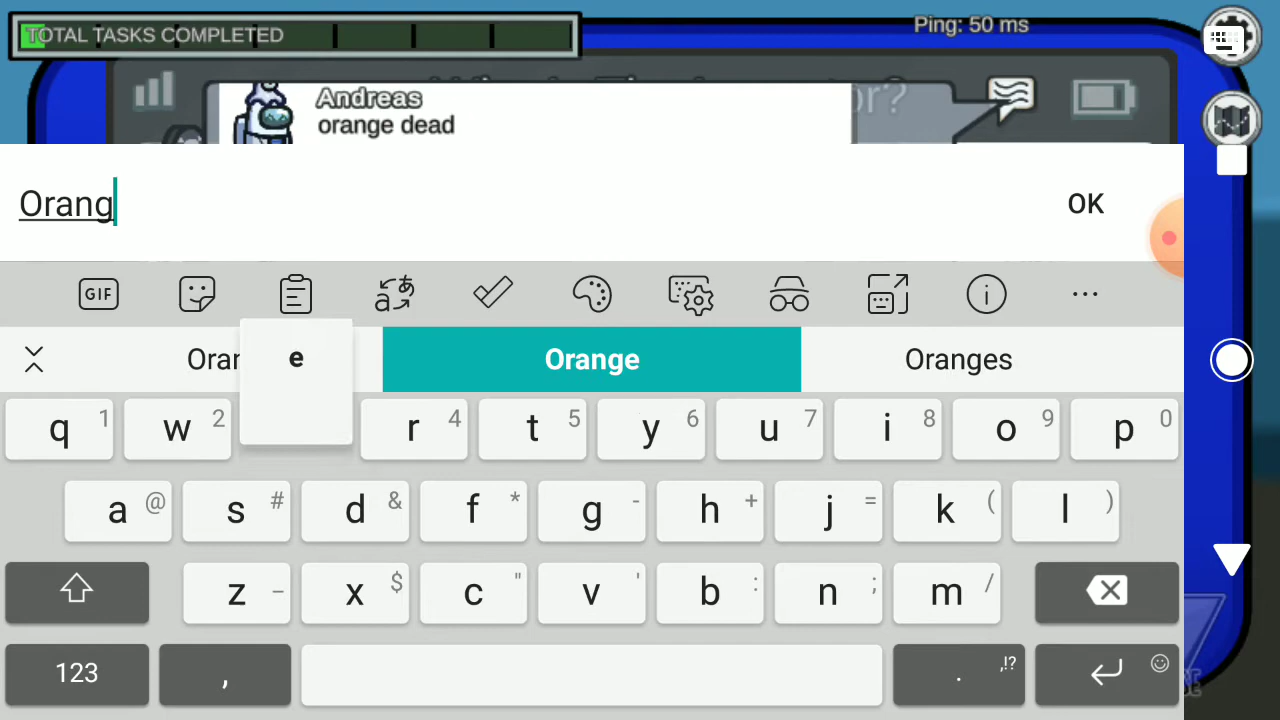 TOTAL TASKS COMPLETED
Ping: 50 ms
or?
Andreas
orange dead
Orang
OK
GIF
Orange
Oranges
e
q 1 w 2 r 4 t 5 y 6 u 7 i 8 o 9 p 0
a @ s # d & f * g - h + j = k ( l )
z – x $ c " v ' b : n ; m /
123 , . ,!?